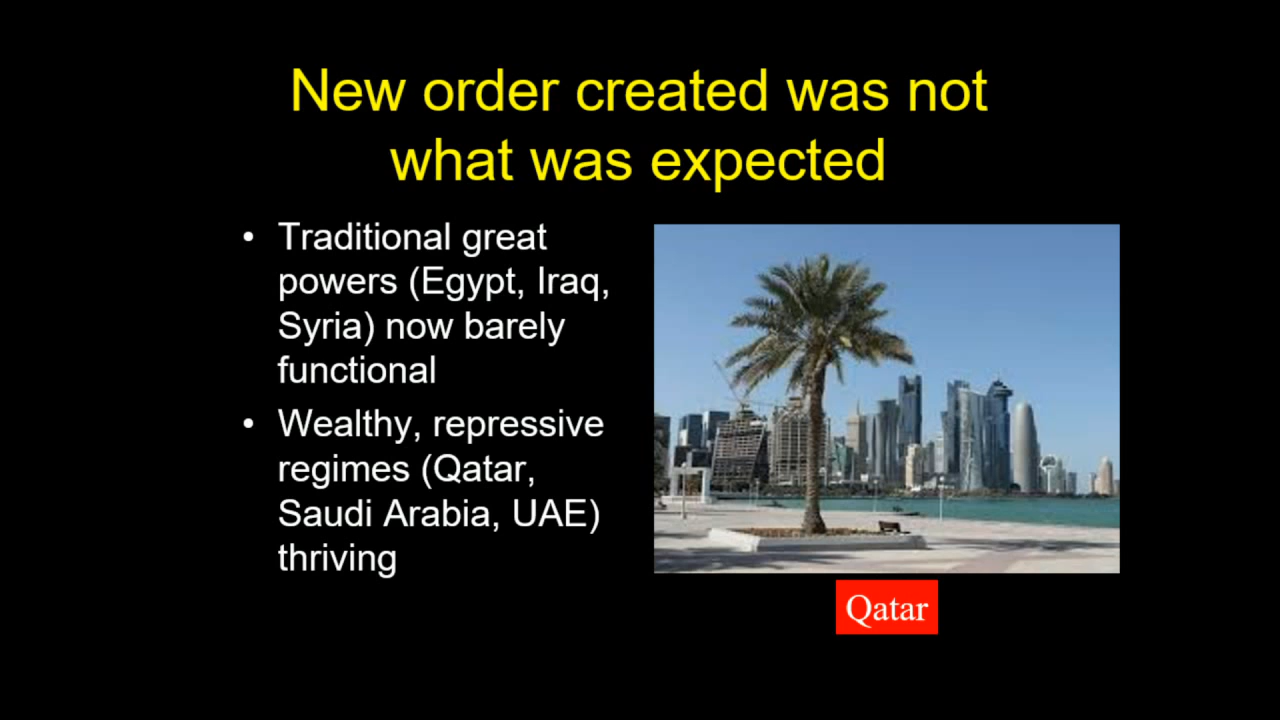 New order created was not
what was expected
• Traditional great
powers (Egypt, Iraq,
Syria) now barely
functional
• Wealthy, repressive
regimes (Qatar,
Saudi Arabia, UAE)
thriving
Qatar